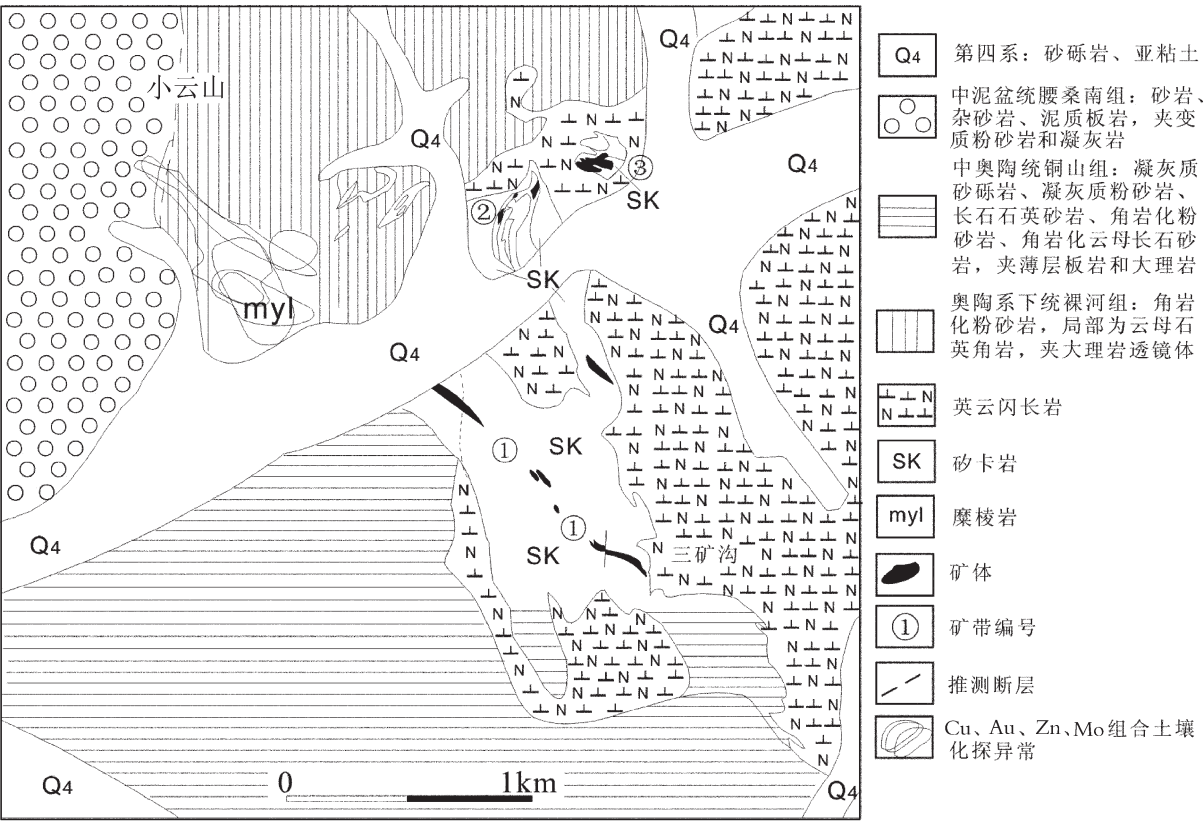 Q4
小云山
Q4
Q4
③
SK
②
SK
myl
Q4
Q4
①
SK
①
SK
三矿沟
Q4
Q4
Q4
0
1km
Q4
第四系：砂砾岩、亚粘土
中泥盆统腰桑南组：砂岩、
杂砂岩、泥质板岩，夹变
质粉砂岩和凝灰岩
中奥陶统铜山组：凝灰质
砂砾岩、凝灰质粉砂岩、
长石石英砂岩、角岩化粉
砂岩、角岩化云母长石砂
岩，夹薄层板岩和大理岩
奥陶系下统裸河组：角岩
化粉砂岩，局部为云母石
英角岩，夹大理岩透镜体
N
英云闪长岩
SK
矽卡岩
myl
糜棱岩
矿体
①
矿带编号
推测断层
Cu、Au、Zn、Mo组合土壤
化探异常